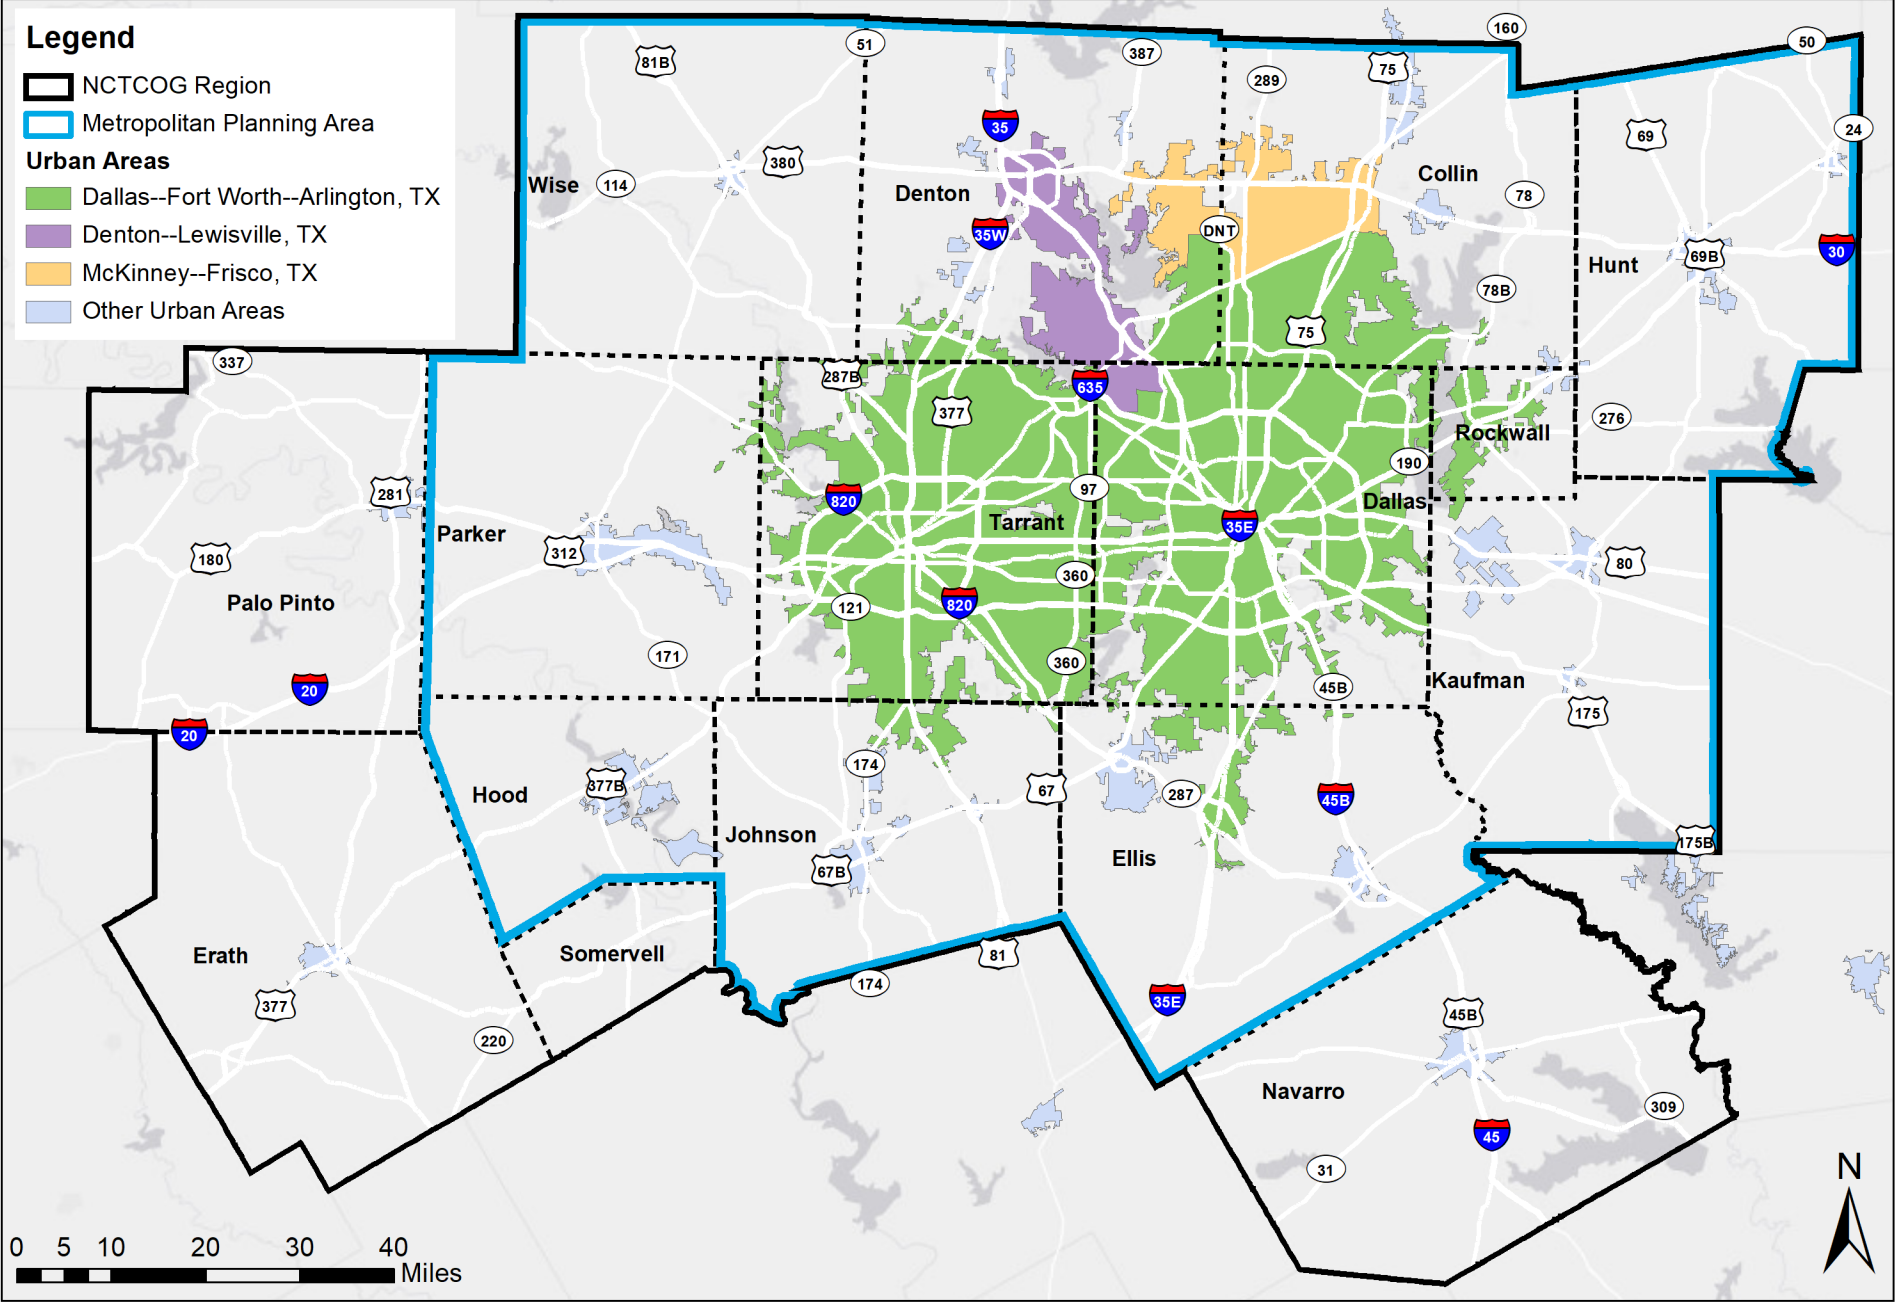 Legend
NCTCOG Region
Metropolitan Planning Area
Urban Areas
Dallas--Fort Worth--Arlington, TX
Denton--Lewisville, TX
McKinney--Frisco, TX
Other Urban Areas
160
50
51
387
81B
289
75
35
69
24
380
Wise
114
Denton
Collin
78
35W
DNT
69B
30
Hunt
78B
75
337
287B
635
377
276
Rockwall
190
281
820
97
Dallas
Tarrant
35E
Parker
312
180
80
360
Palo Pinto
121
820
171
360
20
45B
Kaufman
175
20
174
377B
67
287
45B
Hood
Johnson
175B
67B
Ellis
Erath
Somervell
81
174
35E
377
45B
220
Navarro
309
45
31
N
0 5 10 20 30 40
Miles